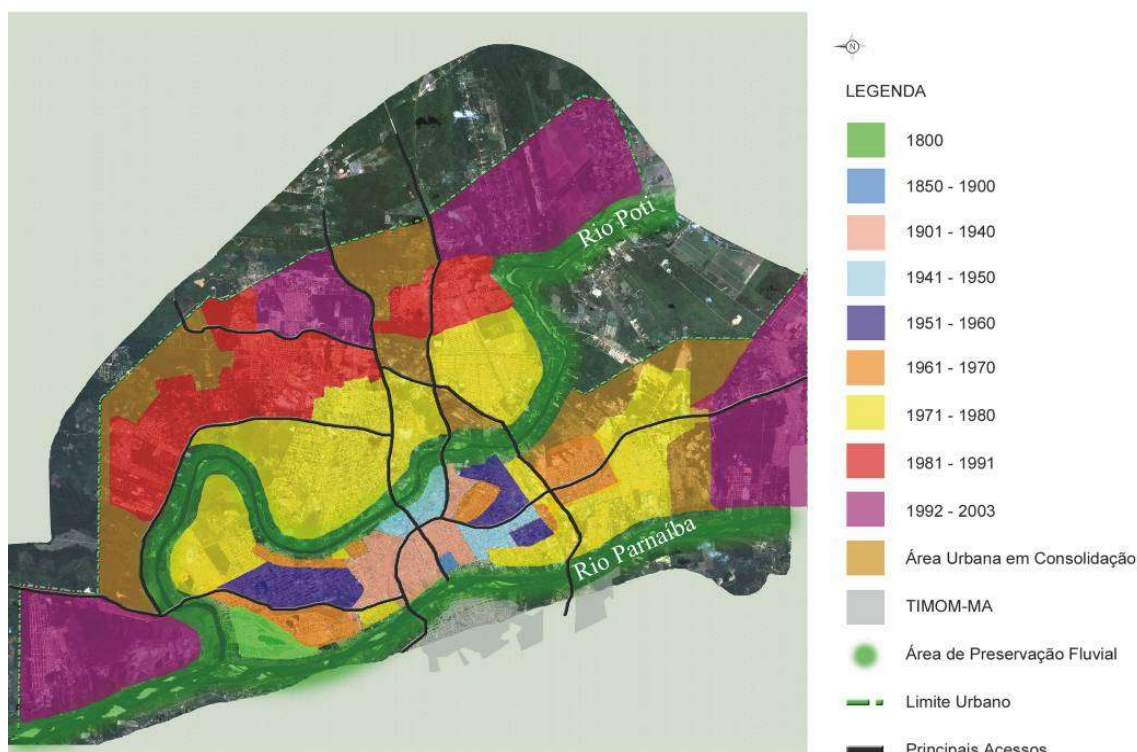 Rio Poti
Rio Parnaíba
N
LEGENDA
1800
1850 - 1900
1901 - 1940
1941 - 1950
1951 - 1960
1961 - 1970
1971 - 1980
1981 - 1991
1992 - 2003
Área Urbana em Consolidação
TIMOM-MA
Área de Preservação Fluvial
Limite Urbano
Principais Acessos